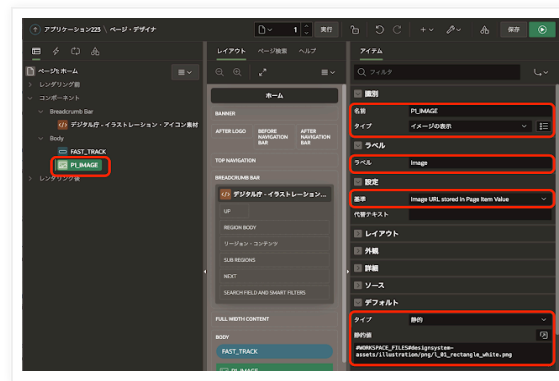 アプリケーション223 \ ページ・デザイナ
1
実行
保存
ページ1: ホーム
レンダリング前
コンポーネント
Breadcrumb Bar
デジタル庁 - イラストレーション・アイコン素材
Body
FAST_TRACK
P1_IMAGE
レンダリング後
レイアウト
ページ検索
ヘルプ
ホーム
BANNER
AFTER LOGO
BEFORE NAVIGATION BAR
AFTER NAVIGATION BAR
TOP NAVIGATION
BREADCRUMB BAR
デジタル庁 - イラストレーション...
UP
REGION BODY
リージョン・コンテンツ
SUB REGIONS
NEXT
SEARCH FIELD AND SMART FILTERS
FULL WIDTH CONTENT
BODY
FAST_TRACK
P1_IMAGE
アイテム
フィルタ
識別
名前
P1_IMAGE
タイプ
イメージの表示
ラベル
ラベル
Image
設定
基準
Image URL stored in Page Item Value
代替テキスト
レイアウト
外観
詳細
ソース
デフォルト
タイプ
静的
静的値
#WORKSPACE_FILES#designsystem-
assets/illustration/png/l_01_rectangle_white.png